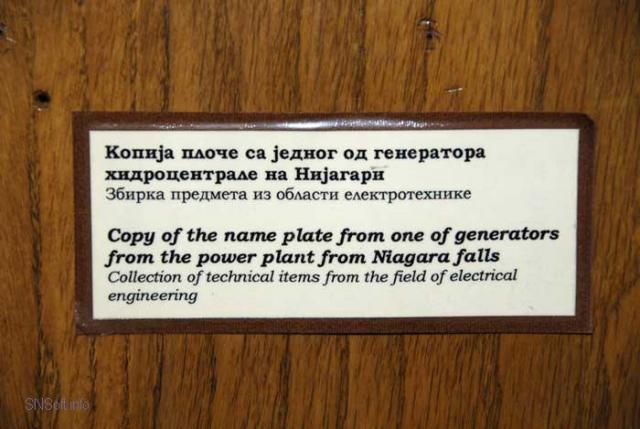 Копија плоче са једног од генератора
хидроцентрале на Нијагари
Збирка предмета из области електротехнике
Copy of the name plate from one of generators
from the power plant from Niagara falls
Collection of technical items from the field of electrical
engineering
SNSoft.info